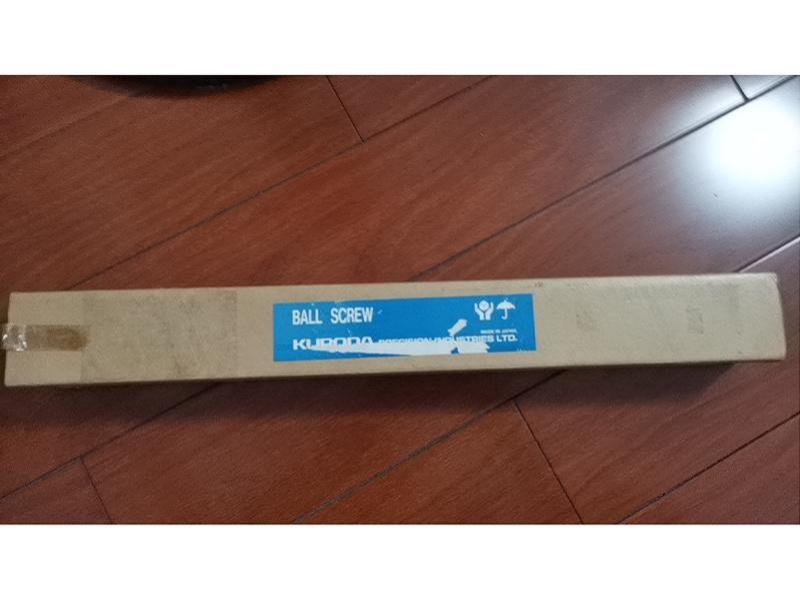 BALL SCREW
MADE IN JAPAN
KURODA PRECISION INDUSTRIES LTD.